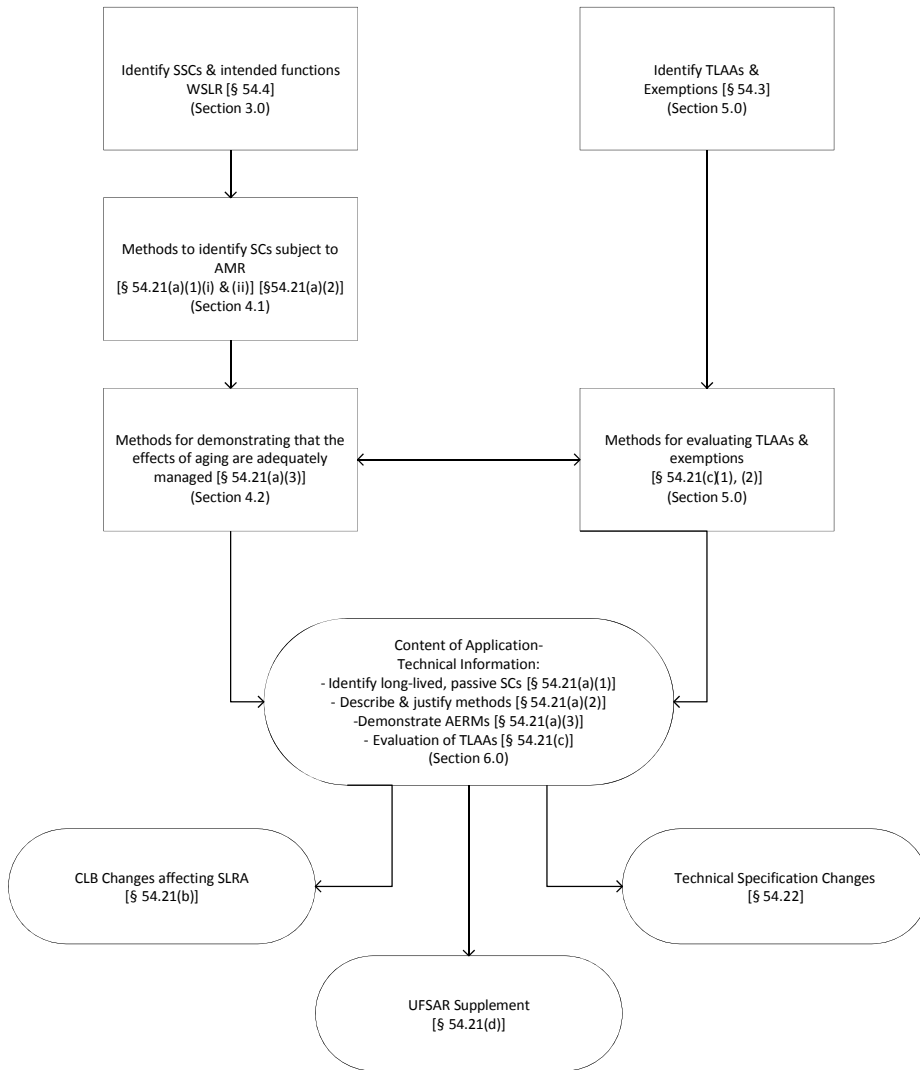 Identify SSCs & intended functions
WSLR [§ 54.4]
(Section 3.0)
Identify TLAAs &
Exemptions [§ 54.3]
(Section 5.0)
Methods to identify SCs subject to
AMR
[§ 54.21(a)(1)(i) & (ii)] [§54.21(a)(2)]
(Section 4.1)
Methods for demonstrating that the
effects of aging are adequately
managed [§ 54.21(a)(3)]
(Section 4.2)
Methods for evaluating TLAAs &
exemptions
[§ 54.21(c)(1), (2)]
(Section 5.0)
Content of Application-
Technical Information:
- Identify long-lived, passive SCs [§ 54.21(a)(1)]
- Describe & justify methods [§ 54.21(a)(2)]
-Demonstrate AERMs [§ 54.21(a)(3)]
- Evaluation of TLAAs [§ 54.21(c)]
(Section 6.0)
CLB Changes affecting SLRA
[§ 54.21(b)]
Technical Specification Changes
[§ 54.22]
UFSAR Supplement
[§ 54.21(d)]